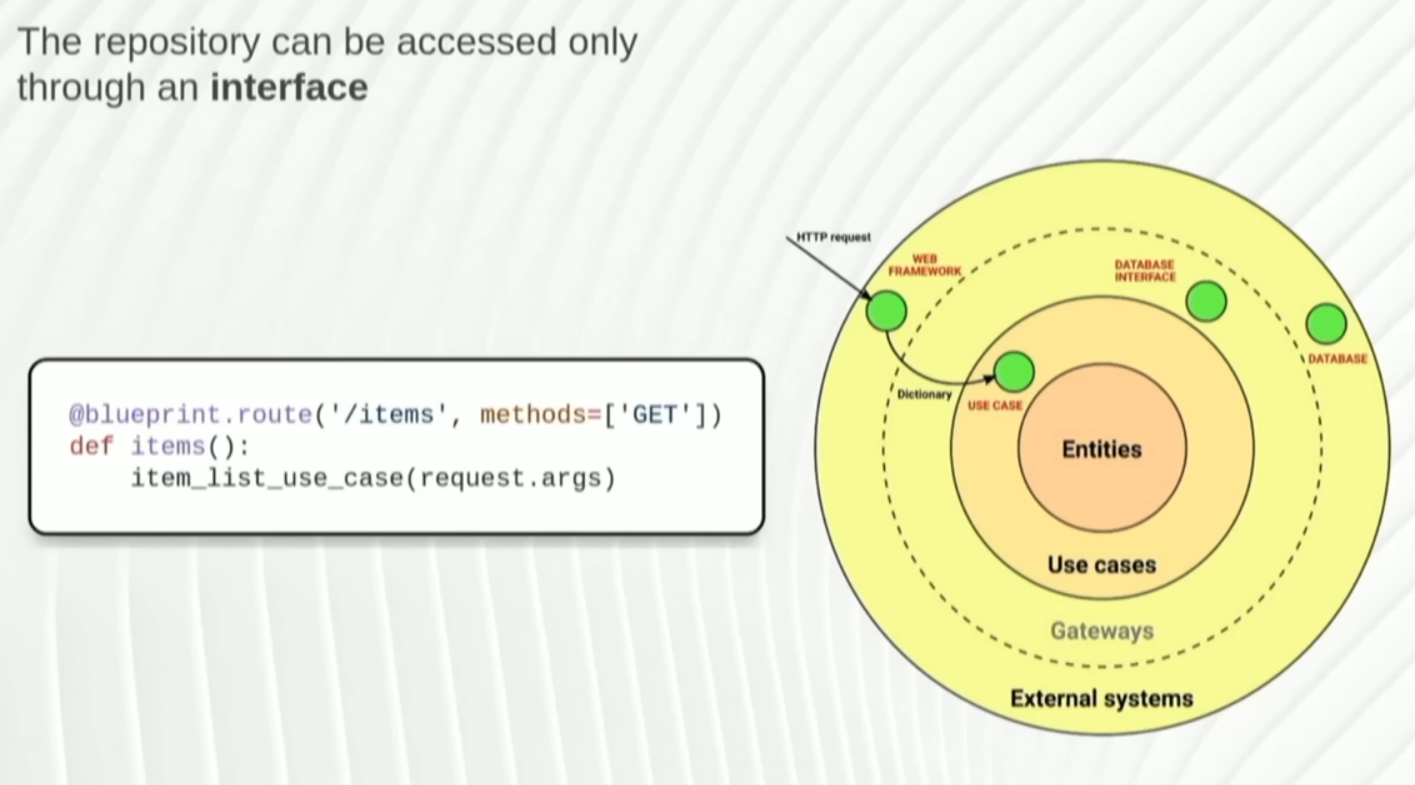 The repository can be accessed only
through an interface
@blueprint.route('/items', methods=['GET'])
def items():
    item_list_use_case(request.args)
HTTP request
WEB
FRAMEWORK
DATABASE
INTERFACE
DATABASE
Dictionary
USE CASE
Entities
Use cases
Gateways
External systems